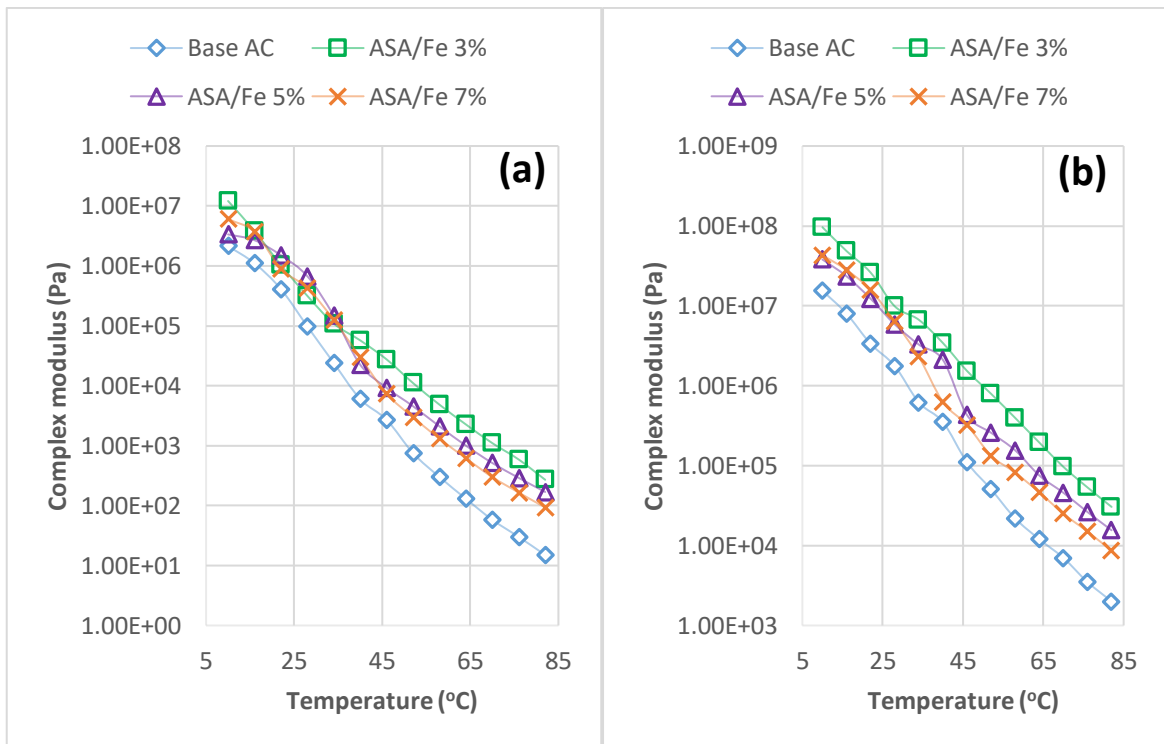 Base AC ASA/Fe 3%
ASA/Fe 5% ASA/Fe 7%
(a)
1.00E+08
1.00E+07
1.00E+06
1.00E+05
1.00E+04
1.00E+03
1.00E+02
1.00E+01
1.00E+00
Complex modulus (Pa)
5 25 45 65 85
Temperature (ᵒC)
Base AC ASA/Fe 3%
ASA/Fe 5% ASA/Fe 7%
(b)
1.00E+09
1.00E+08
1.00E+07
1.00E+06
1.00E+05
1.00E+04
1.00E+03
Complex modulus (Pa)
5 25 45 65 85
Temperature (ᵒC)